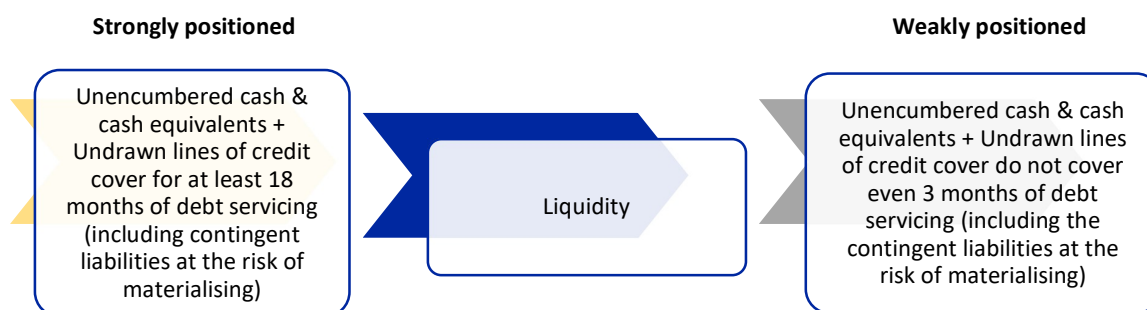 Strongly positioned
Weakly positioned
Unencumbered cash &
cash equivalents +
Undrawn lines of credit
cover for at least 18
months of debt servicing
(including contingent
liabilities at the risk of
materialising)
Liquidity
Unencumbered cash & cash
equivalents + Undrawn lines
of credit cover do not cover
even 3 months of debt
servicing (including the
contingent liabilities at the
risk of materialising)